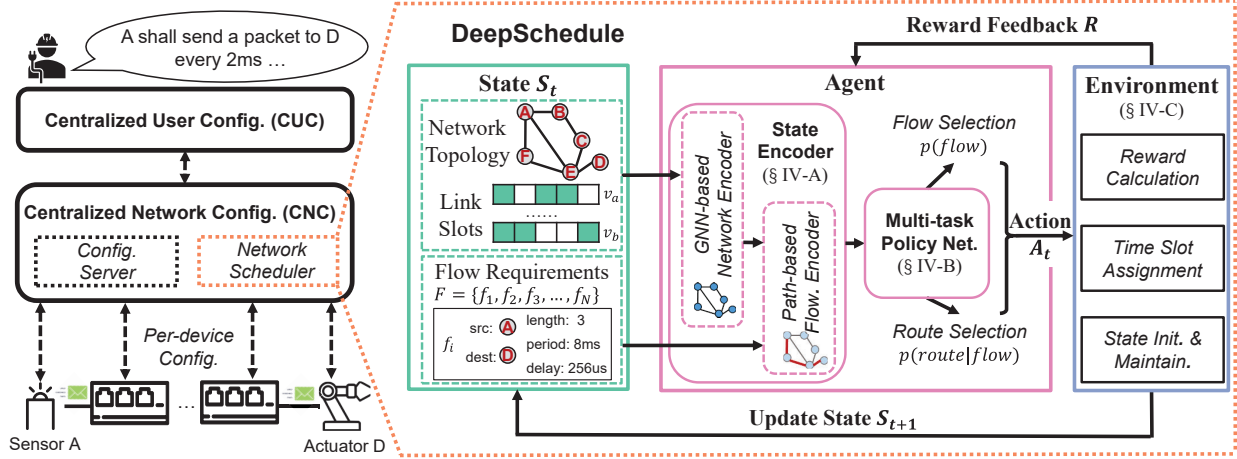 A shall send a packet to D
every 2ms ...
Centralized User Config. (CUC)
Centralized Network Config. (CNC)
Config.
Server
Network
Scheduler
Per-device
Config.
...
Sensor A
Actuator D
DeepSchedule
Reward Feedback R
State S_t
Network
Topology
A
B
C
D
E
F
Link
Slots
v_a
......
v_b
Flow Requirements
F = {f_1, f_2, f_3, ..., f_N}
f_i
src: A
dest: D
length: 3
period: 8ms
delay: 256us
Agent
State
Encoder
(§ IV-A)
GNN-based
Network Encoder
Path-based
Flow. Encoder
Flow Selection
p(flow)
Multi-task
Policy Net.
(§ IV-B)
Route Selection
p(route|flow)
Action
A_t
Environment
(§ IV-C)
Reward
Calculation
Time Slot
Assignment
State Init. &
Maintain.
Update State S_{t+1}